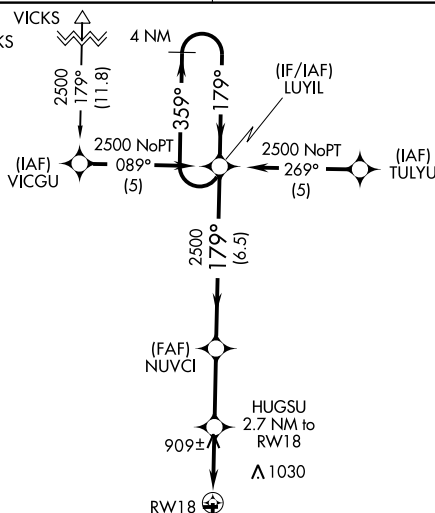 VICKS
KS
4 NM
2500
179°
(11.8)
359°
179°
(IF/IAF)
LUYIL
(IAF)
VICGU
2500 NoPT
089°
(5)
2500 NoPT
269°
(5)
(IAF)
TULYU
2500
179°
(6.5)
(FAF)
NUVCI
HUGSU
2.7 NM to
RW18
909±
1030
RW18